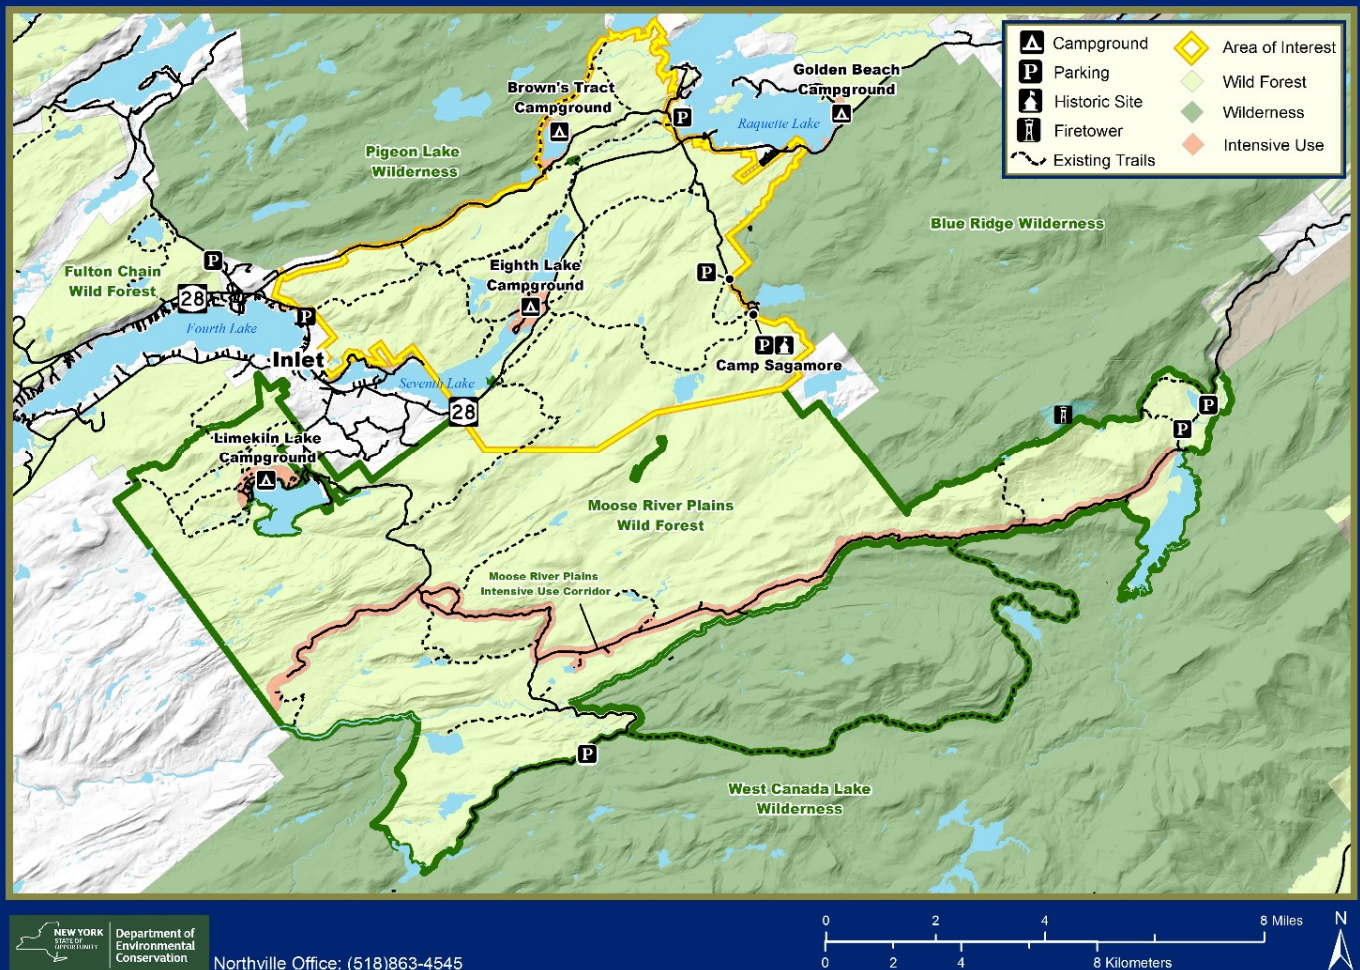 Campground
Parking
Historic Site
Firetower
Existing Trails
Area of Interest
Wild Forest
Wilderness
Intensive Use
Golden Beach
Campground
Brown's Tract
Campground
P
Raquette Lake
Pigeon Lake
Wilderness
Blue Ridge Wilderness
P
Fulton Chain
Wild Forest
28
Eighth Lake
Campground
P
P
Fourth Lake
Inlet
P
Camp Sagamore
Seventh Lake
28
P
P
Limekiln Lake
Campground
Moose River Plains
Wild Forest
Moose River Plains
Intensive Use Corridor
P
West Canada Lake
Wilderness
NEW YORK
STATE OF
OPPORTUNITY
Department of
Environmental
Conservation
Northville Office: (518)863-4545
0 2 4 8 Miles
0 2 4 8 Kilometers
N